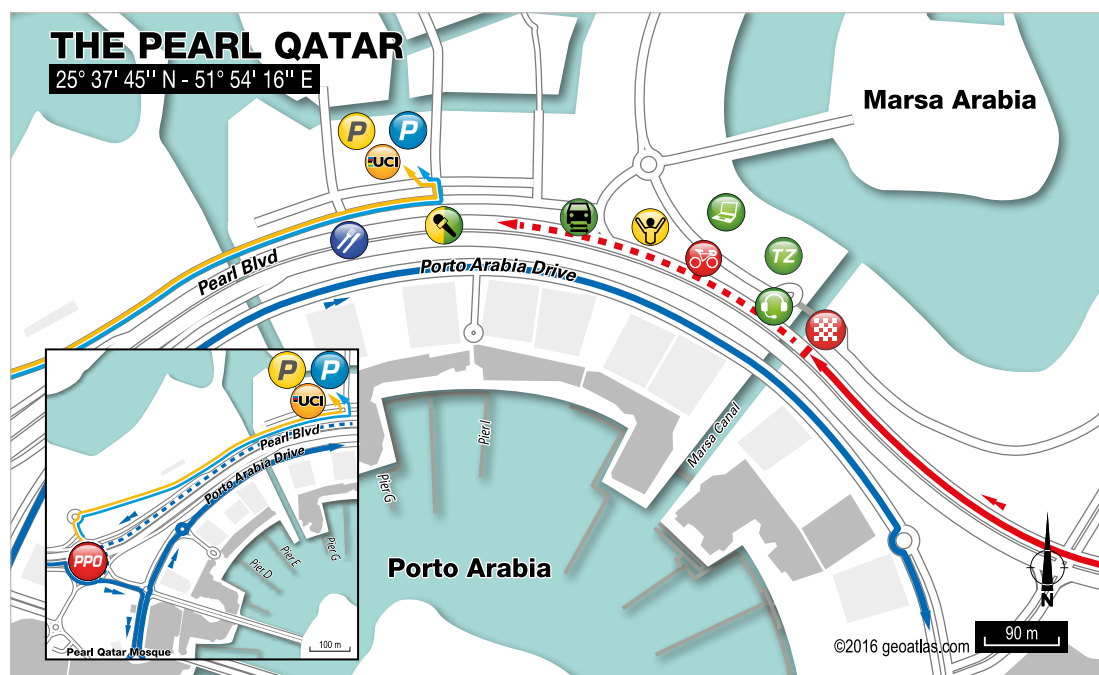 THE PEARL QATAR
25° 37' 45'' N - 51° 54' 16'' E
Marsa Arabia
P
P
UCI
TZ
Pearl Blvd
Porto Arabia Drive
Marsa Canal
Pier I
Pier G
Porto Arabia
P
P
UCI
Pearl Blvd
Porto Arabia Drive
PPO
Pier G
Pier E
Pier D
Pearl Qatar Mosque
100 m
N
©2016 geoatlas.com
90 m